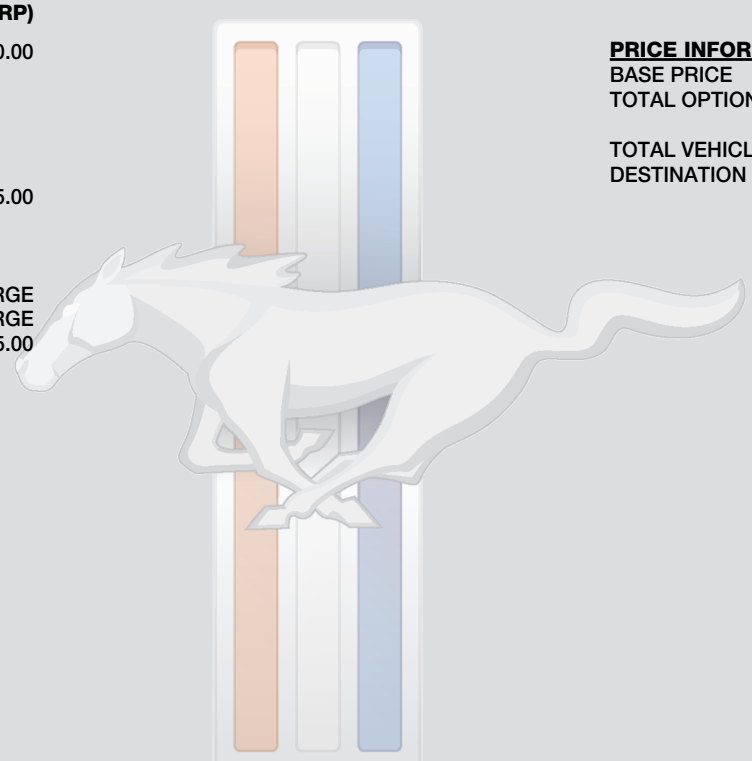 RP)
0.00
5.00
RGE
RGE
5.00
PRICE INFOR
BASE PRICE
TOTAL OPTION
TOTAL VEHICL
DESTINATION